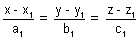 x - x₁ / a₁ = y - y₁ / b₁ = z - z₁ / c₁